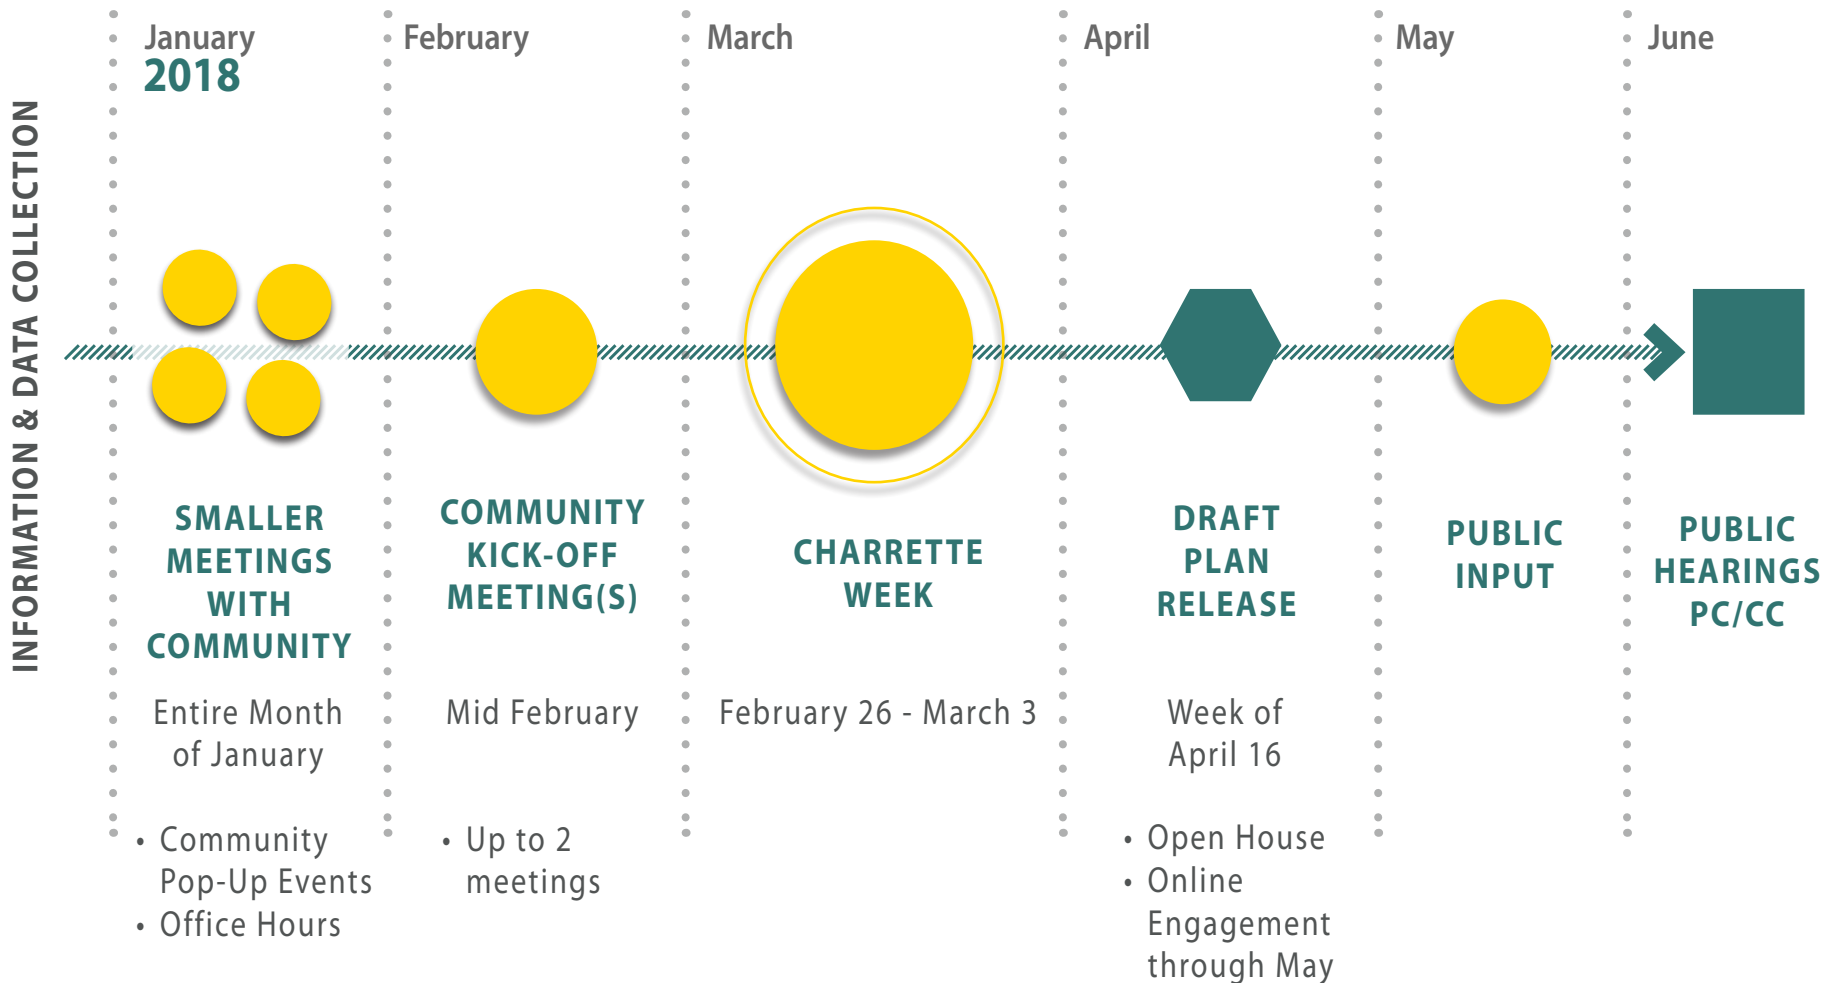 INFORMATION & DATA COLLECTION
January
2018
February
March
April
May
June
SMALLER
MEETINGS
WITH
COMMUNITY
Entire Month
of January
• Community
Pop-Up Events
• Office Hours
COMMUNITY
KICK-OFF
MEETING(S)
Mid February
• Up to 2
meetings
CHARRETTE
WEEK
February 26 - March 3
DRAFT
PLAN
RELEASE
Week of
April 16
• Open House
• Online
Engagement
through May
PUBLIC
INPUT
PUBLIC
HEARINGS
PC/CC